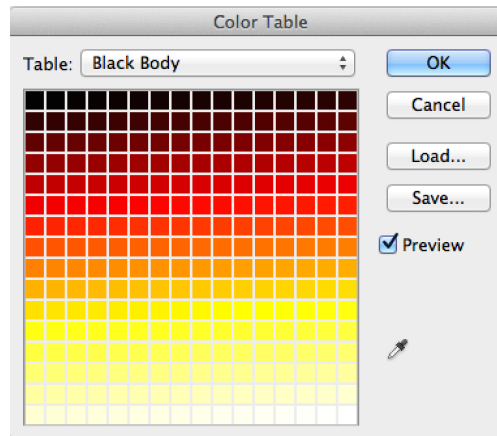 Color Table
Table: Black Body
OK
Cancel
Load...
Save...
Preview